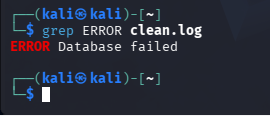 ┌──(kali㉿kali)-[~]
└─$ grep ERROR clean.log
ERROR Database failed
┌──(kali㉿kali)-[~]
└─$